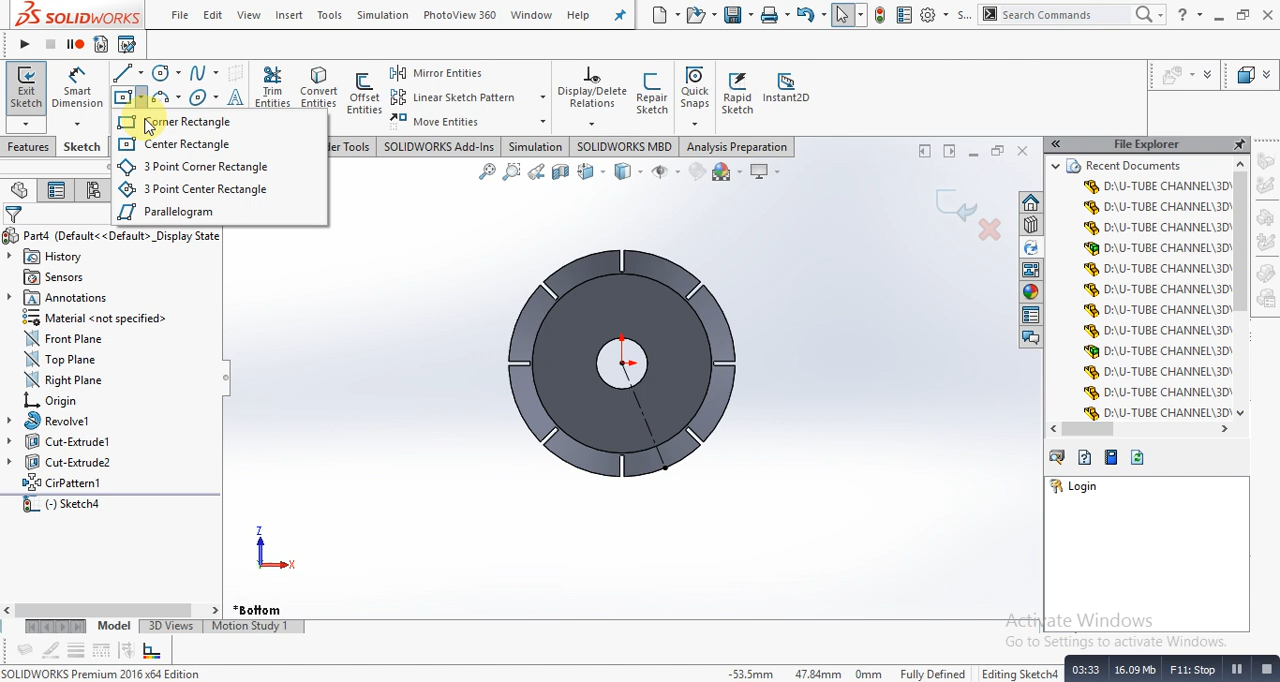 SOLIDWORKS File Edit View Insert Tools Simulation PhotoView 360 Window Help S... Search Commands ?
Exit Sketch Smart Dimension Trim Entities Convert Entities Offset Entities Mirror Entities Linear Sketch Pattern Move Entities Display/Delete Relations Repair Sketch Quick Snaps Rapid Sketch Instant2D
Corner Rectangle
Center Rectangle
3 Point Corner Rectangle
3 Point Center Rectangle
Parallelogram
Features Sketch der Tools SOLIDWORKS Add-Ins Simulation SOLIDWORKS MBD Analysis Preparation
File Explorer
Recent Documents
D:\U-TUBE CHANNEL\3D\
D:\U-TUBE CHANNEL\3D\
D:\U-TUBE CHANNEL\3D\
D:\U-TUBE CHANNEL\3D\
D:\U-TUBE CHANNEL\3D\
D:\U-TUBE CHANNEL\3D\
D:\U-TUBE CHANNEL\3D\
D:\U-TUBE CHANNEL\3D\
D:\U-TUBE CHANNEL\3D\
D:\U-TUBE CHANNEL\3D\
D:\U-TUBE CHANNEL\3D\
D:\U-TUBE CHANNEL\3D\
Login
Part4 (Default<<Default>_Display State
History
Sensors
Annotations
Material <not specified>
Front Plane
Top Plane
Right Plane
Origin
Revolve1
Cut-Extrude1
Cut-Extrude2
CirPattern1
(-) Sketch4
Z
X
*Bottom
Model 3D Views Motion Study 1
Activate Windows
Go to Settings to activate Windows.
SOLIDWORKS Premium 2016 x64 Edition -53.5mm 47.84mm 0mm Fully Defined Editing Sketch4 03:33 16.09 Mb F11: Stop